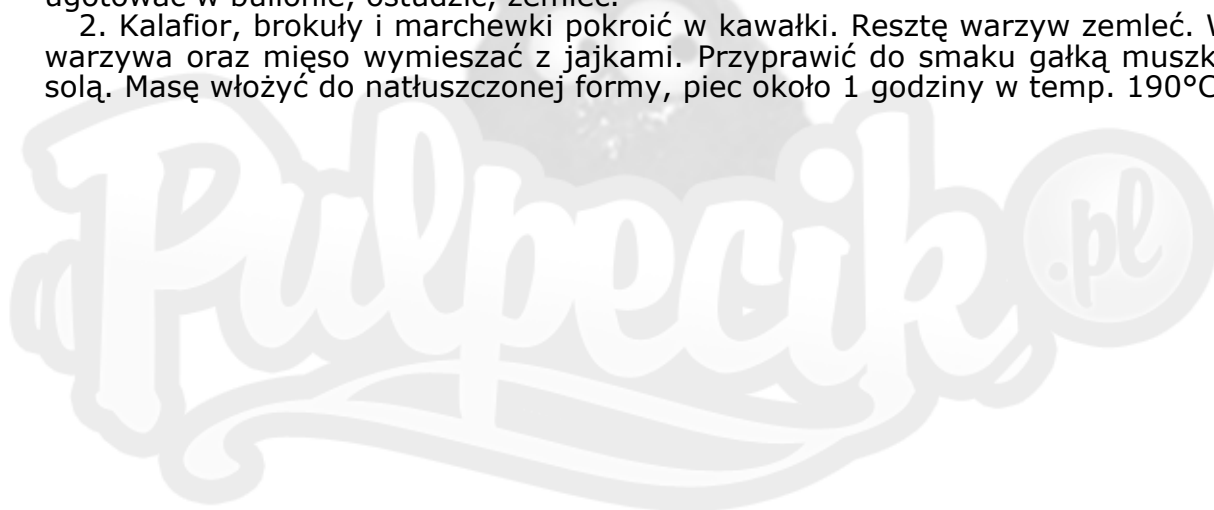 w bulionie, ostudzić, zemleć.
2. Kalafior, brokuły i marchewki pokroić w kawałki. Resztę warzyw zemleć.
warzywa oraz mięso wymieszać z jajkami. Przyprawić do smaku gałką
solą. Masę włożyć do natłuszczonej formy, piec około 1 godziny w temp. 190°C
Pulpecik .pl